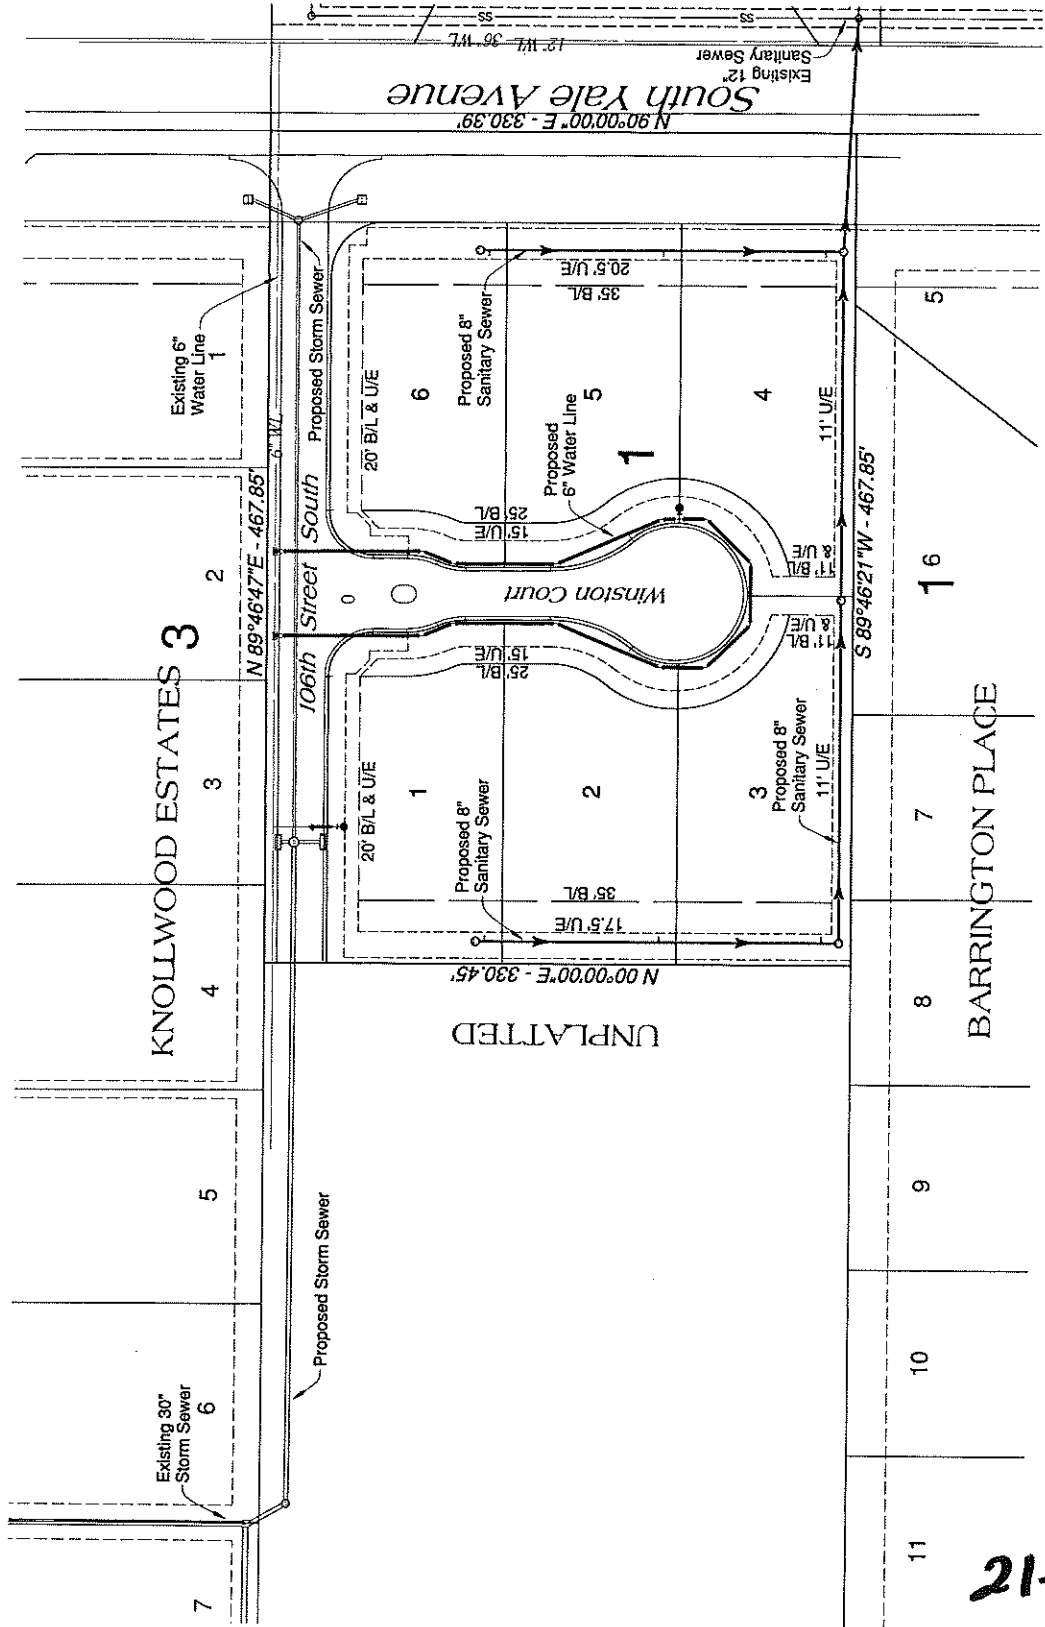 KNOLLWOOD ESTATES
3
7
6
5
4
3
2
1
Existing 30"
Storm Sewer
Proposed Storm Sewer
Existing 6"
Water Line
6" WL
N 89°46'47"E - 467.85'
106th Street South
Proposed Storm Sewer
20' B/L & U/E
20' B/L & U/E
1
2
3
6
5
4
1
Proposed 8"
Sanitary Sewer
Proposed 8"
Sanitary Sewer
Proposed
6" Water Line
Winston Court
25' B/L
15' U/E
15' U/E
25' B/L
35' B/L
17.5' U/E
20.5' U/E
35' B/L
11' B/L
& U/E
11' B/L
& U/E
Proposed 8"
Sanitary Sewer
11' U/E
11' U/E
N 00°00'00"E - 330.45'
UNPLATTED
S 89°46'21"W - 467.85'
N 90°00'00" E - 330.39'
South Yale Avenue
Existing 12"
Sanitary Sewer
12" WL
36" WL
SS
SS
BARRINGTON PLACE
1
11
10
9
8
7
6
5
21-